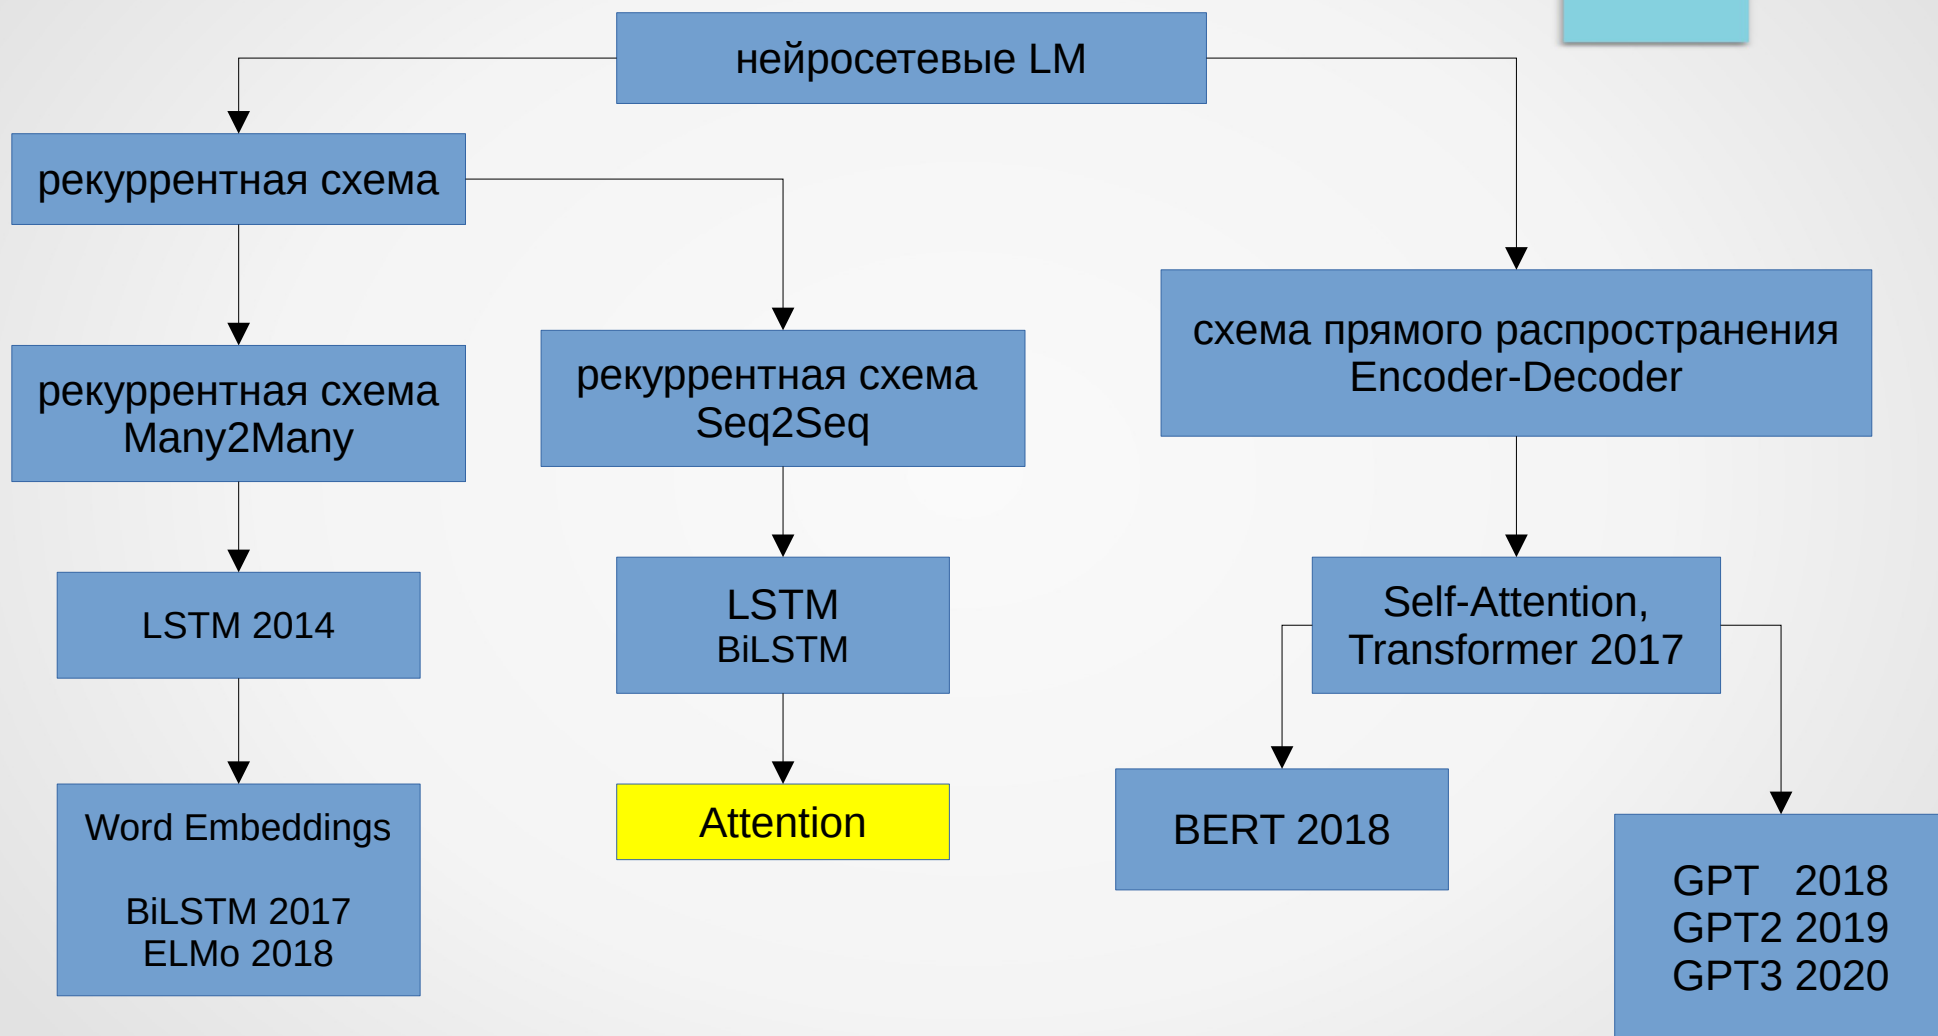 нейросетевые LM
рекуррентная схема
рекуррентная схема
Many2Many
рекуррентная схема
Seq2Seq
схема прямого распространения
Encoder-Decoder
LSTM 2014
LSTM
BiLSTM
Self-Attention,
Transformer 2017
Word Embeddings
BiLSTM 2017
ELMo 2018
Attention
BERT 2018
GPT 2018
GPT2 2019
GPT3 2020